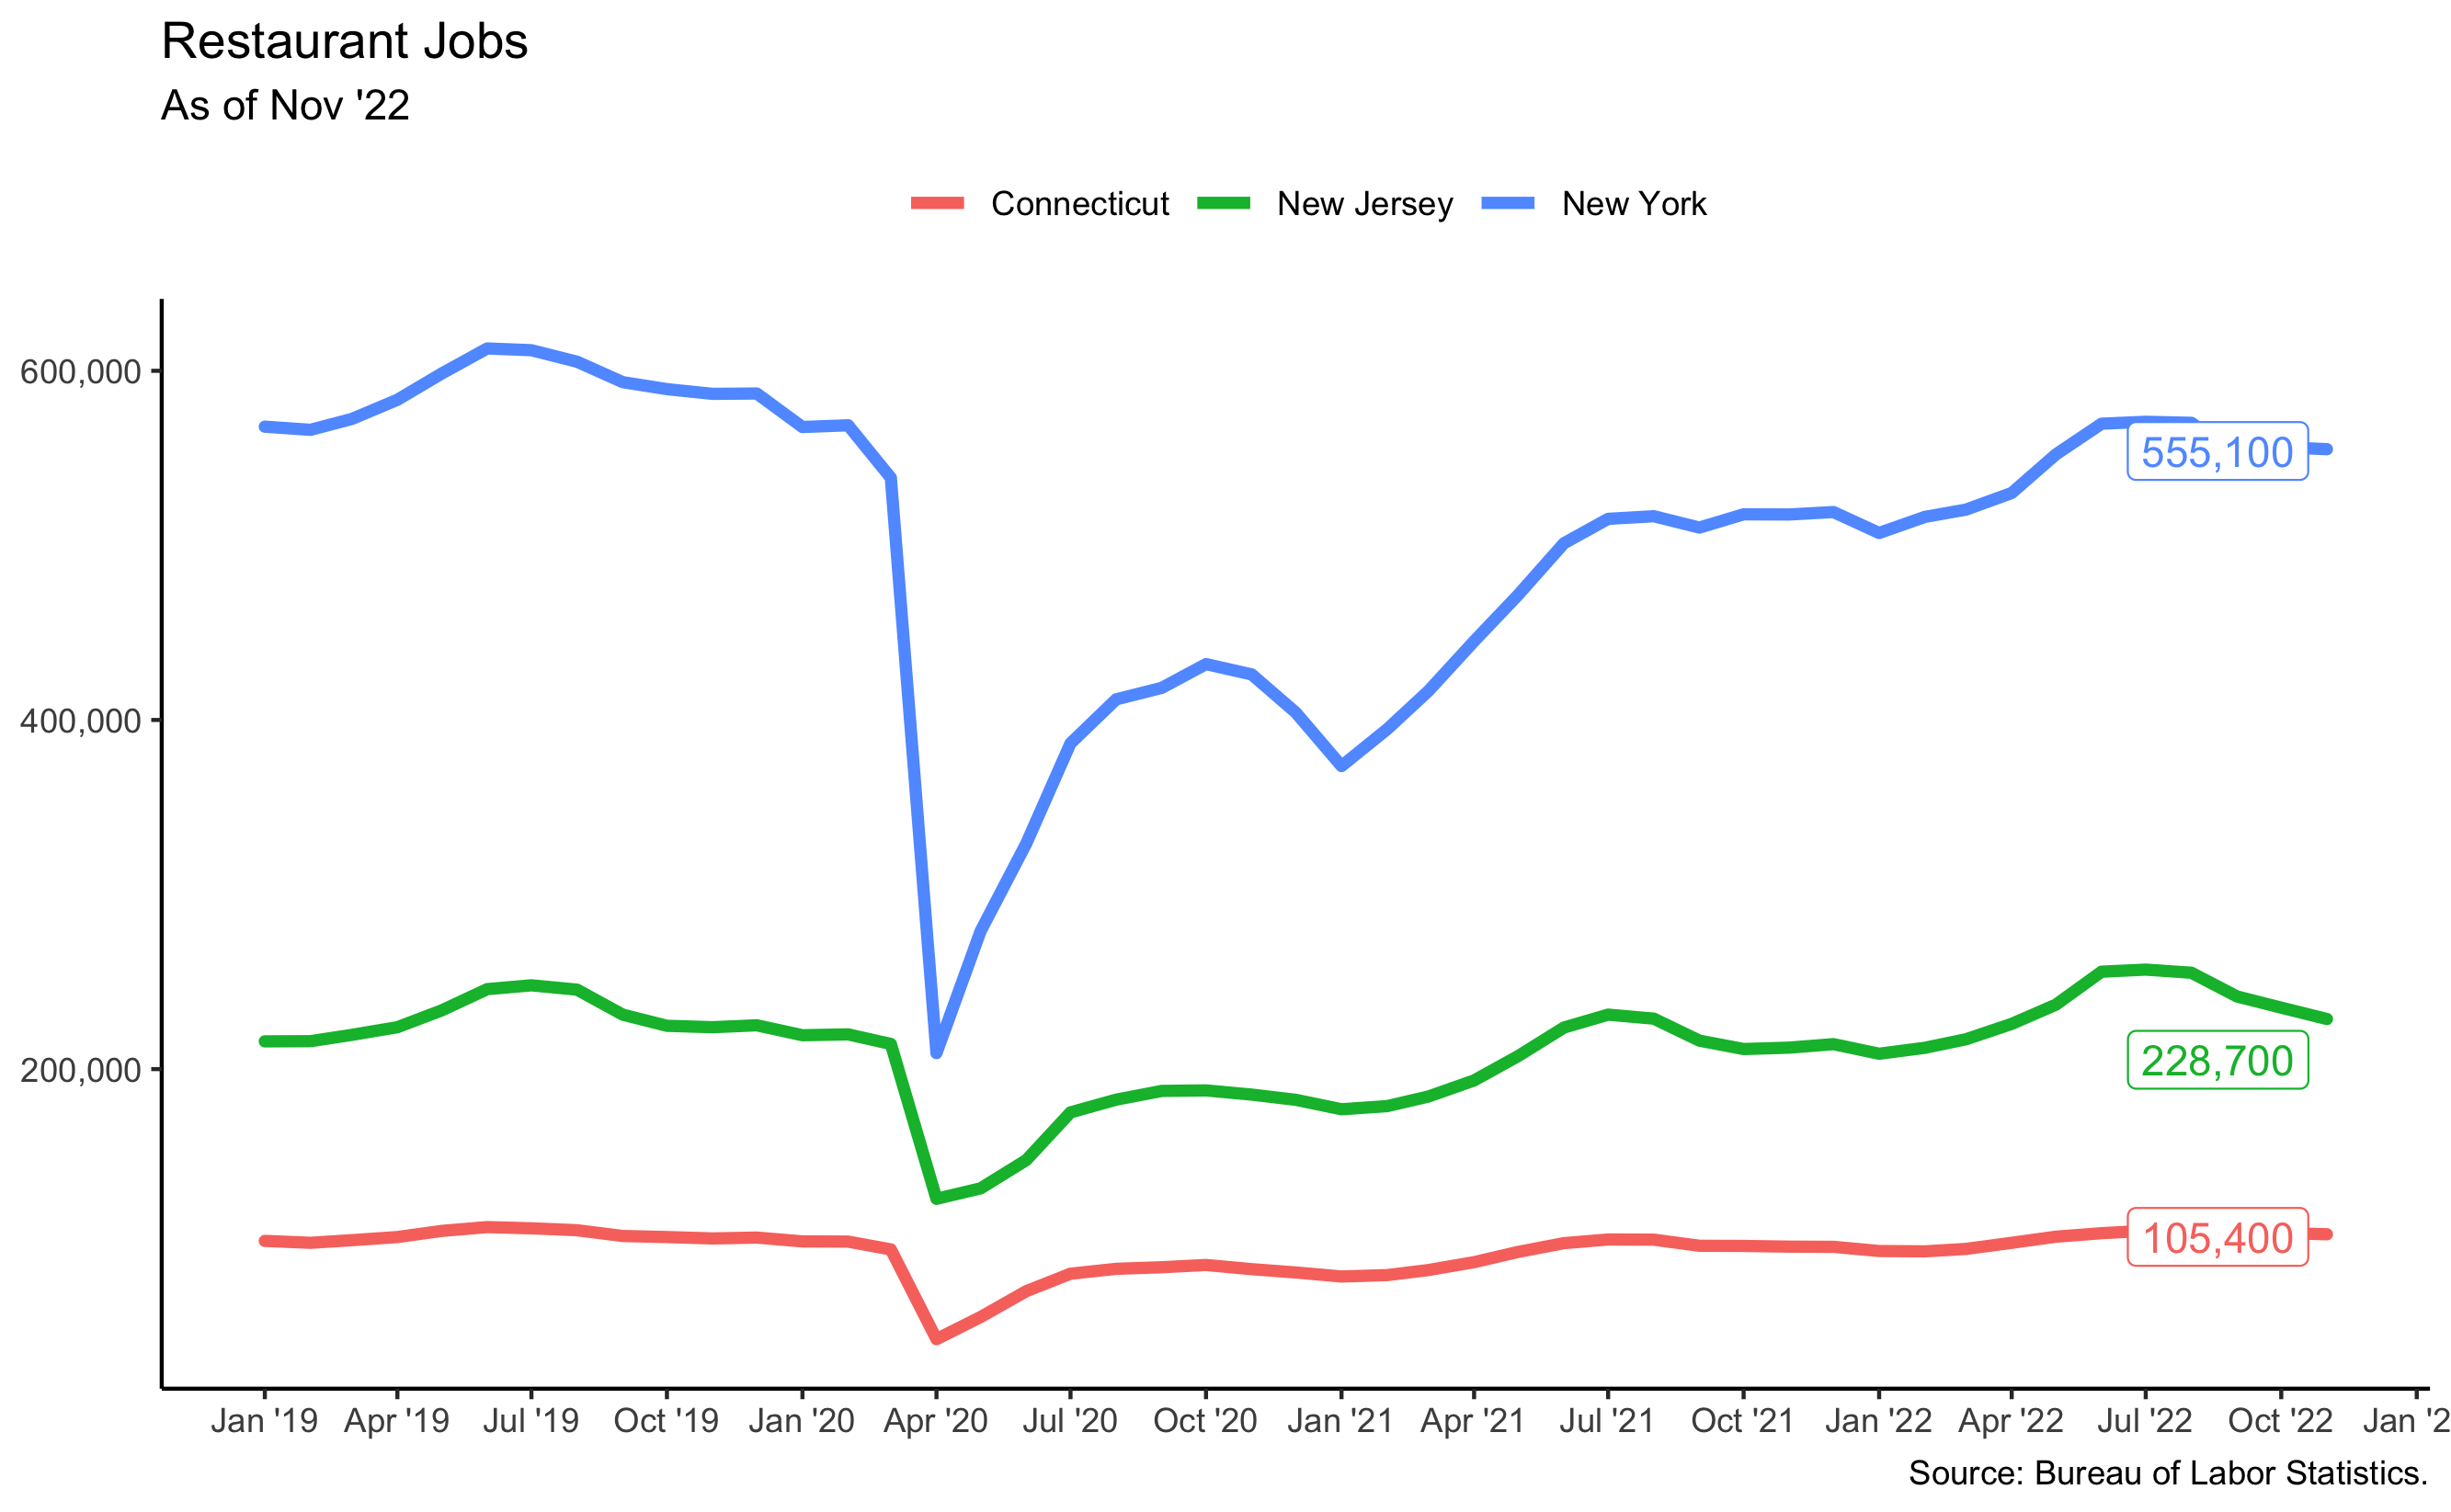 Restaurant Jobs
As of Nov '22
Connecticut New Jersey New York
600,000
400,000
200,000
555,100
228,700
105,400
Jan '19 Apr '19 Jul '19 Oct '19 Jan '20 Apr '20 Jul '20 Oct '20 Jan '21 Apr '21 Jul '21 Oct '21 Jan '22 Apr '22 Jul '22 Oct '22 Jan '2
Source: Bureau of Labor Statistics.